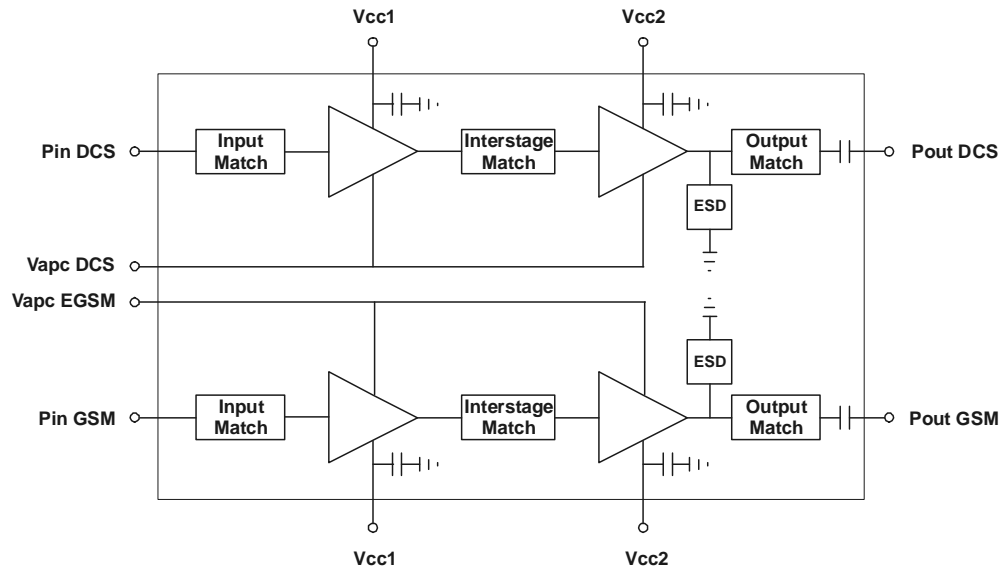 Vcc1
Vcc2
Pin DCS
Input
Match
Interstage
Match
Output
Match
Pout DCS
ESD
Vapc DCS
Vapc EGSM
ESD
Pin GSM
Input
Match
Interstage
Match
Output
Match
Pout GSM
Vcc1
Vcc2